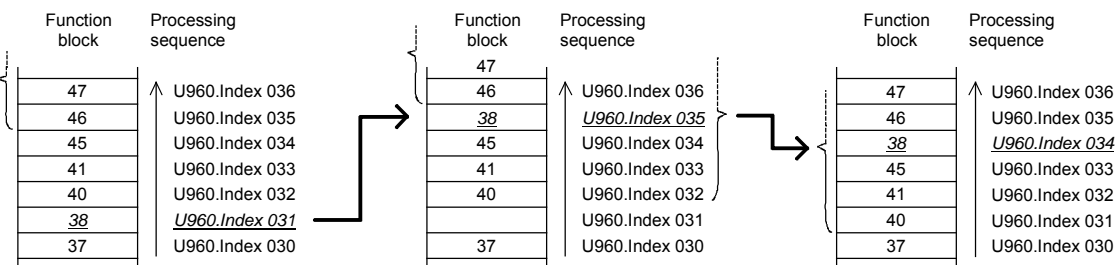 Function block Processing sequence
47 U960.Index 036
46 U960.Index 035
45 U960.Index 034
41 U960.Index 033
40 U960.Index 032
38 U960.Index 031
37 U960.Index 030
Function block Processing sequence
47
46 U960.Index 036
38 U960.Index 035
45 U960.Index 034
41 U960.Index 033
40 U960.Index 032
U960.Index 031
37 U960.Index 030
Function block Processing sequence
47 U960.Index 036
46 U960.Index 035
38 U960.Index 034
45 U960.Index 033
41 U960.Index 032
40 U960.Index 031
37 U960.Index 030